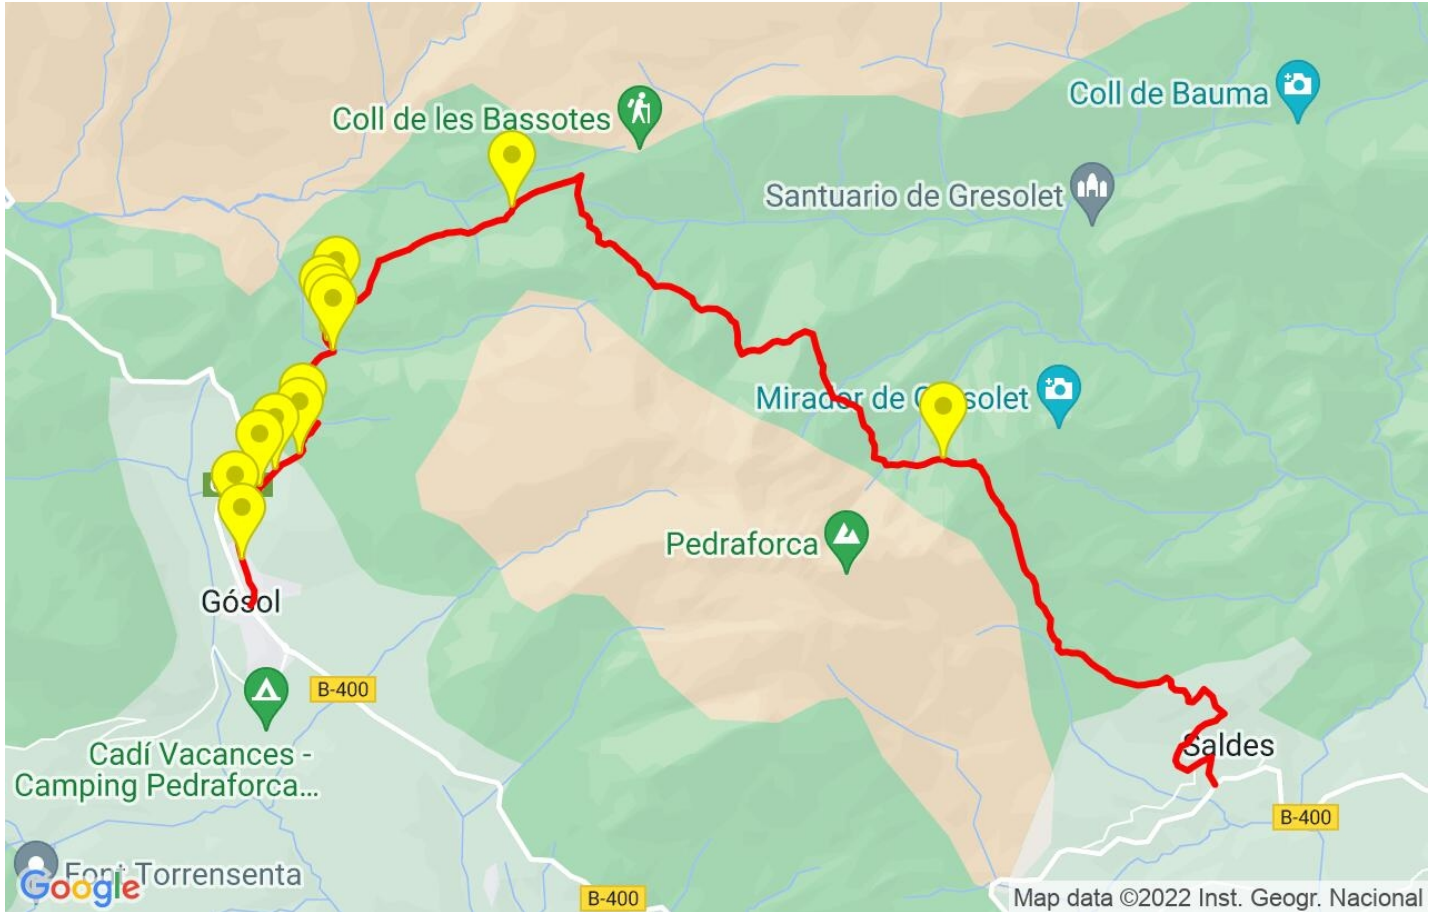 Coll de Bauma
Coll de les Bassotes
Santuario de Gresolet
Mirador de G solet
Pedraforca
Gósol
B-400
Saldes
Cadí Vacances -
Camping Pedraforca...
B-400
Font Torrensenta
Google
B-400
Map data ©2022 Inst. Geogr. Nacional